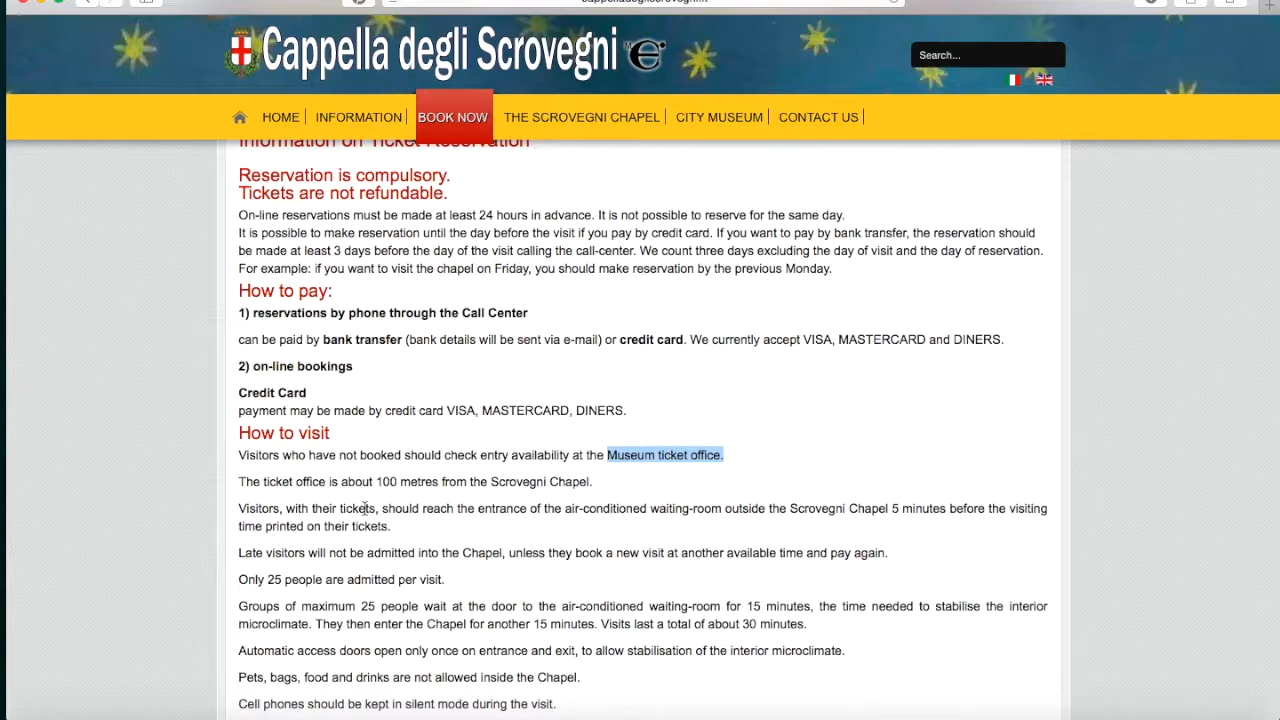 Cappella degli Scrovegni
Search...
HOME INFORMATION BOOK NOW THE SCROVEGNI CHAPEL CITY MUSEUM CONTACT US
Information on Ticket Reservation
Reservation is compulsory.
Tickets are not refundable.
On-line reservations must be made at least 24 hours in advance. It is not possible to reserve for the same day.
It is possible to make reservation until the day before the visit if you pay by credit card. If you want to pay by bank transfer, the reservation should
be made at least 3 days before the day of the visit calling the call-center. We count three days excluding the day of visit and the day of reservation.
For example: if you want to visit the chapel on Friday, you should make reservation by the previous Monday.
How to pay:
1) reservations by phone through the Call Center
can be paid by bank transfer (bank details will be sent via e-mail) or credit card. We currently accept VISA, MASTERCARD and DINERS.
2) on-line bookings
Credit Card
payment may be made by credit card VISA, MASTERCARD, DINERS.
How to visit
Visitors who have not booked should check entry availability at the Museum ticket office.
The ticket office is about 100 metres from the Scrovegni Chapel.
Visitors, with their tickets, should reach the entrance of the air-conditioned waiting-room outside the Scrovegni Chapel 5 minutes before the visiting
time printed on their tickets.
Late visitors will not be admitted into the Chapel, unless they book a new visit at another available time and pay again.
Only 25 people are admitted per visit.
Groups of maximum 25 people wait at the door to the air-conditioned waiting-room for 15 minutes, the time needed to stabilise the interior
microclimate. They then enter the Chapel for another 15 minutes. Visits last a total of about 30 minutes.
Automatic access doors open only once on entrance and exit, to allow stabilisation of the interior microclimate.
Pets, bags, food and drinks are not allowed inside the Chapel.
Cell phones should be kept in silent mode during the visit.